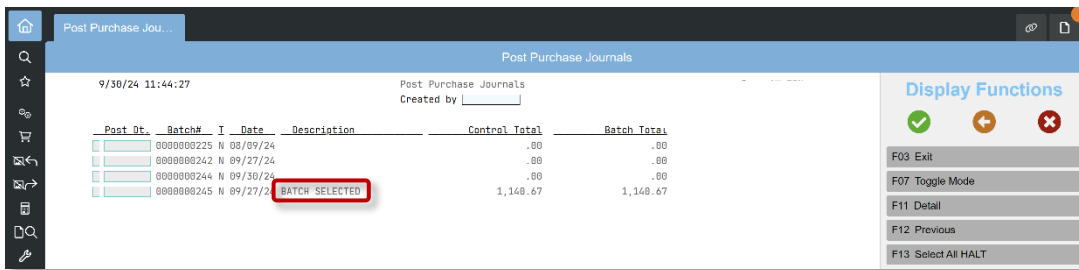 Post Purchase Jou...
Post Purchase Journals
9/30/24 11:44:27 Post Purchase Journals
Created by
Post Dt. Batch# T Date Description Control Total Batch Total
0000000225 N 08/09/24 .00 .00
0000000242 N 09/27/24 .00 .00
0000000244 N 09/30/24 .00 .00
0000000245 N 09/27/24 BATCH SELECTED 1,140.67 1,140.67
Display Functions
F03 Exit
F07 Toggle Mode
F11 Detail
F12 Previous
F13 Select All HALT